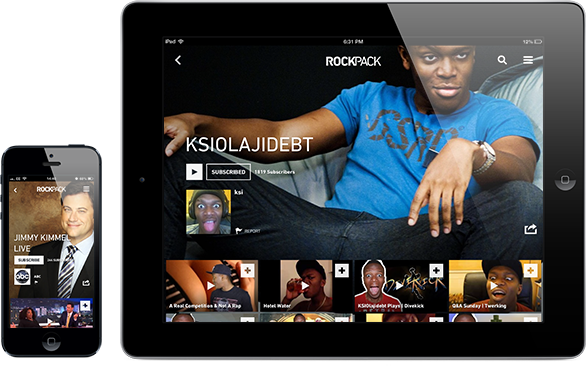 iPad
6:31 PM
12%
ROCKPACK
KSIOLAJIDEBT
SUBSCRIBED
1819 Subscribers
ksi
REPORT
A Real Competition & Not A Rap
Hotel Water
KSIOlajidebt Plays | Divekick
Q&A Sunday | Twerking
ROCKPACK
JIMMY KIMMEL
LIVE
SUBSCRIBE
abc
ABC